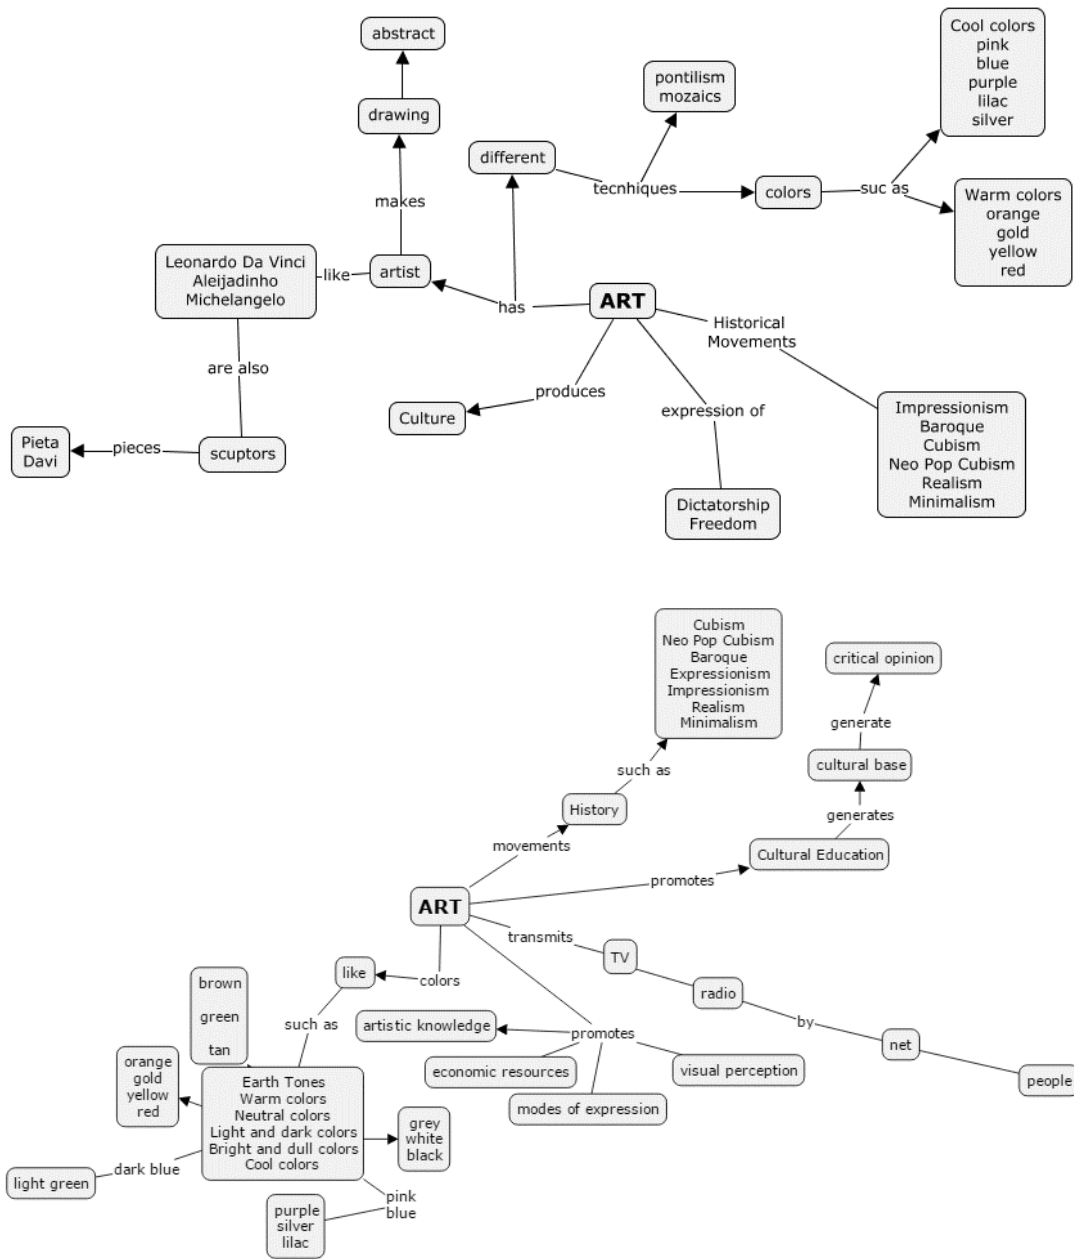 abstract
drawing
makes
artist
like
Leonardo Da Vinci
Aleijadinho
Michelangelo
are also
scuptors
pieces
Pieta
Davi
different
tecnhiques
pontilism
mozaics
colors
suc as
Cool colors
pink
blue
purple
lilac
silver
Warm colors
orange
gold
yellow
red
has
ART
Historical
Movements
Impressionism
Baroque
Cubism
Neo Pop Cubism
Realism
Minimalism
produces
Culture
expression of
Dictatorship
Freedom
Cubism
Neo Pop Cubism
Baroque
Expressionism
Impressionism
Realism
Minimalism
such as
History
movements
critical opinion
generate
cultural base
generates
Cultural Education
promotes
ART
transmits
TV
radio
by
net
people
colors
like
such as
promotes
artistic knowledge
economic resources
modes of expression
visual perception
brown
green
tan
orange
gold
yellow
red
Earth Tones
Warm colors
Neutral colors
Light and dark colors
Bright and dull colors
Cool colors
grey
white
black
dark blue
light green
pink
blue
purple
silver
lilac